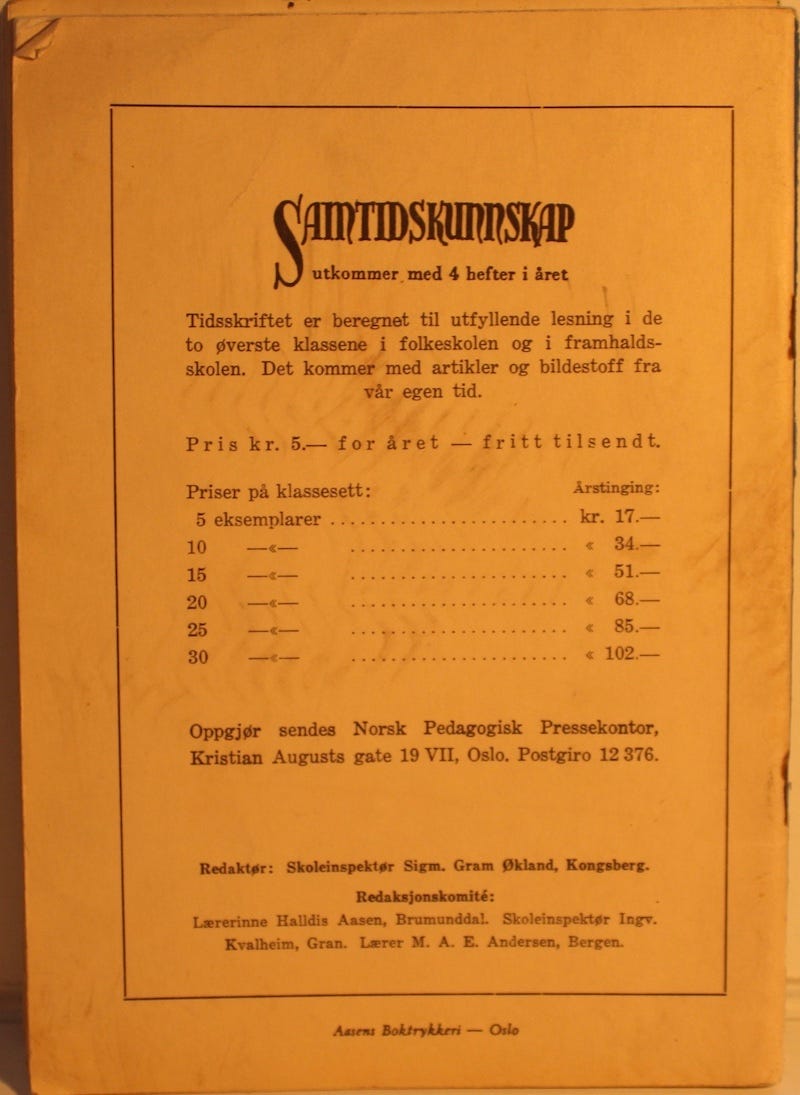 SAMTIDSKUNNSKAP
utkommer med 4 hefter i året
Tidsskriftet er beregnet til utfyllende lesning i de
to øverste klassene i folkeskolen og i framhalds-
skolen. Det kommer med artikler og bildestoff fra
vår egen tid.
Pris kr. 5.— for året — fritt tilsendt.
Priser på klassesett: Årstinging:
5 eksemplarer ........................ kr. 17.—
10 —«— ...................... « 34.—
15 —«— ...................... « 51.—
20 —«— ...................... « 68.—
25 —«— ...................... « 85.—
30 —«— ...................... « 102.—
Oppgjør sendes Norsk Pedagogisk Pressekontor,
Kristian Augusts gate 19 VII, Oslo. Postgiro 12 376.
Redaktør: Skoleinspektør Sigm. Gram Økland, Kongsberg.
Redaksjonskomité:
Lærerinne Halldis Aasen, Brumunddal. Skoleinspektør Ingv.
Kvalheim, Gran. Lærer M. A. E. Andersen, Bergen.
Aasens Boktrykkeri — Oslo